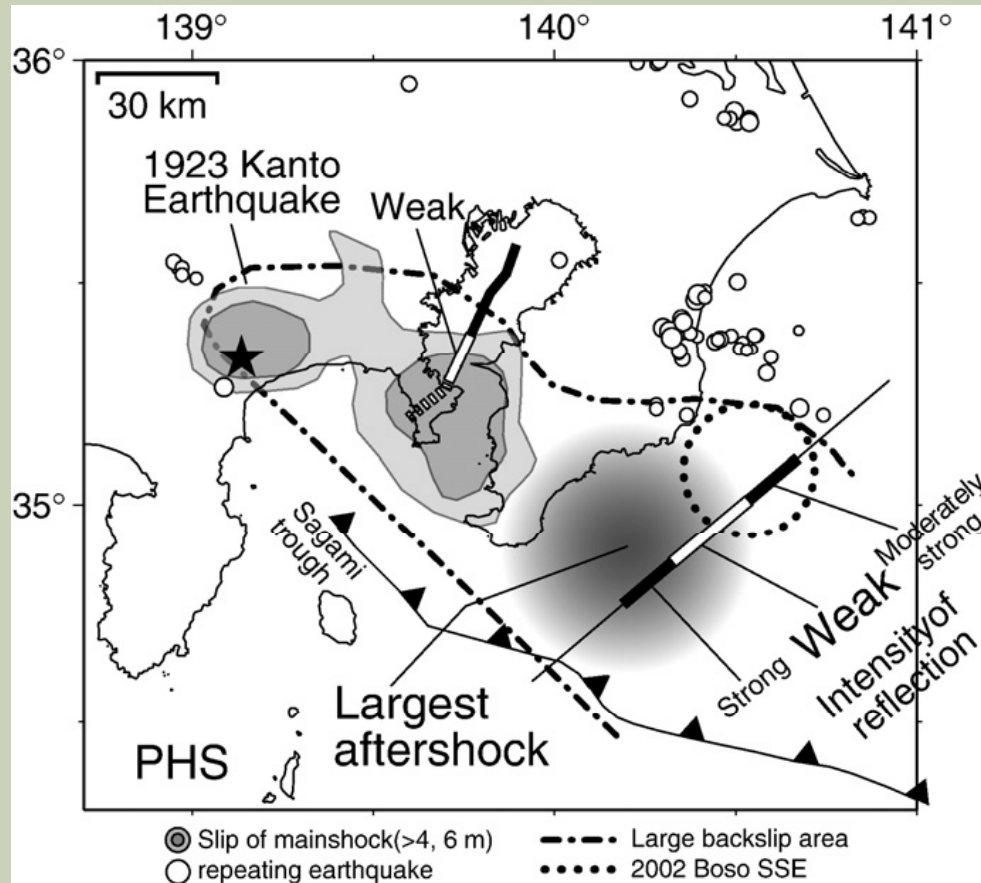 139° 140° 141°
36°
30 km
1923 Kanto
Earthquake
Weak
35°
Sagami
trough
Moderately
strong
Weak
Strong
Intensityof
reflection
Largest
aftershock
PHS
Slip of mainshock(>4, 6 m)
Large backslip area
repeating earthquake
2002 Boso SSE